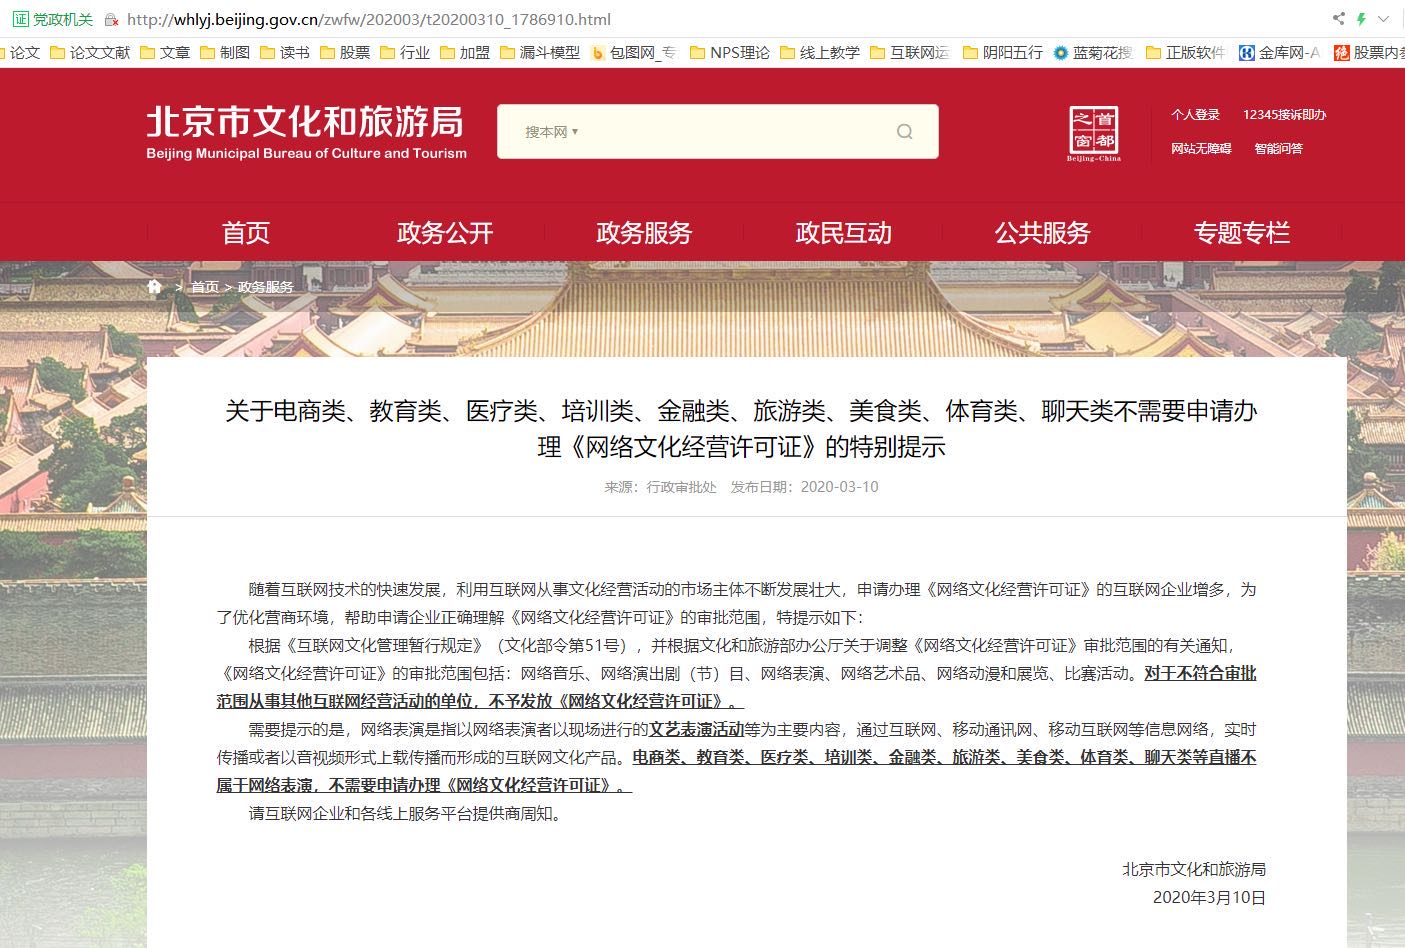 证 党政机关 http://whlyj.beijing.gov.cn/zwfw/202003/t20200310_1786910.html
论文 论文文献 文章 制图 读书 股票 行业 加盟 漏斗模型 包图网_专 NPS理论 线上教学 互联网运 阴阳五行 蓝菊花搜 正版软件 金库网-A 股票内参
北京市文化和旅游局
Beijing Municipal Bureau of Culture and Tourism
搜本网
首都之窗
Beijing-China
个人登录 12345接诉即办
网站无障碍 智能问答
首页 政务公开 政务服务 政民互动 公共服务 专题专栏
> 首页 > 政务服务
关于电商类、教育类、医疗类、培训类、金融类、旅游类、美食类、体育类、聊天类不需要申请办
理《网络文化经营许可证》的特别提示
来源：行政审批处 发布日期：2020-03-10
随着互联网技术的快速发展，利用互联网从事文化经营活动的市场主体不断发展壮大，申请办理《网络文化经营许可证》的互联网企业增多，为
了优化营商环境，帮助申请企业正确理解《网络文化经营许可证》的审批范围，特提示如下：
根据《互联网文化管理暂行规定》（文化部令第51号），并根据文化和旅游部办公厅关于调整《网络文化经营许可证》审批范围的有关通知，
《网络文化经营许可证》的审批范围包括：网络音乐、网络演出剧（节）目、网络表演、网络艺术品、网络动漫和展览、比赛活动。对于不符合审批
范围从事其他互联网经营活动的单位，不予发放《网络文化经营许可证》。
需要提示的是，网络表演是指以网络表演者以现场进行的文艺表演活动等为主要内容，通过互联网、移动通讯网、移动互联网等信息网络，实时
传播或者以音视频形式上载传播而形成的互联网文化产品。电商类、教育类、医疗类、培训类、金融类、旅游类、美食类、体育类、聊天类等直播不
属于网络表演，不需要申请办理《网络文化经营许可证》。
请互联网企业和各线上服务平台提供商周知。
北京市文化和旅游局
2020年3月10日